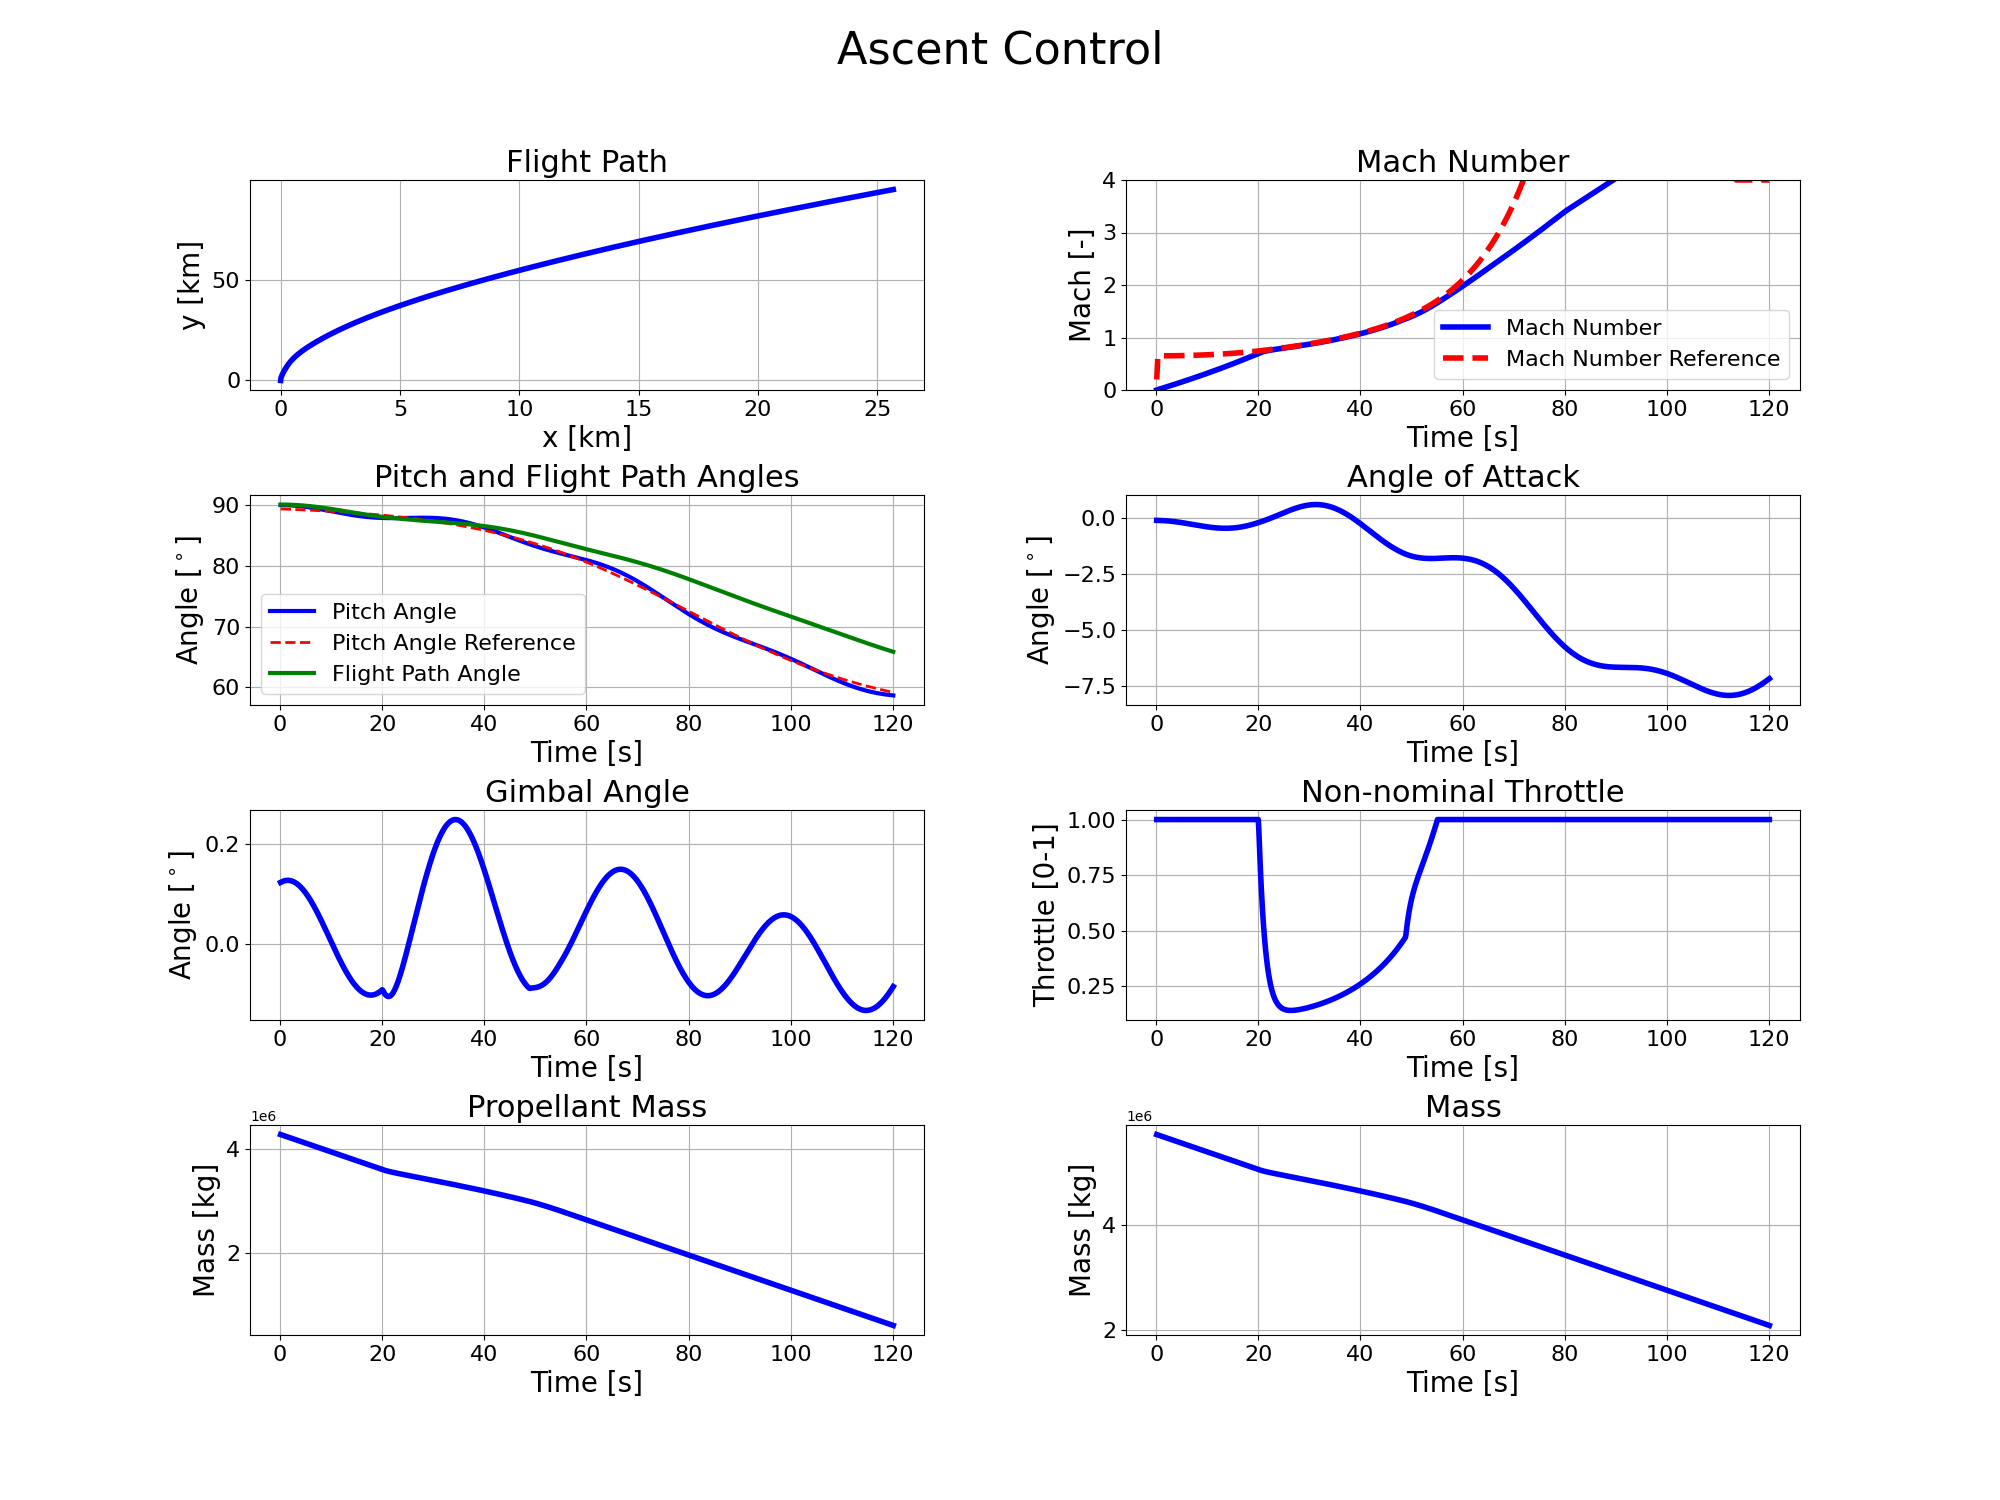 Ascent Control
Flight Path
y [km]
50
0
0 5 10 15 20 25
x [km]
Mach Number
Mach [-]
4
3
2
1
0
Mach Number
Mach Number Reference
0 20 40 60 80 100 120
Time [s]
Pitch and Flight Path Angles
Angle [°]
90
80
70
60
Pitch Angle
Pitch Angle Reference
Flight Path Angle
0 20 40 60 80 100 120
Time [s]
Angle of Attack
Angle [°]
0.0
−2.5
−5.0
−7.5
0 20 40 60 80 100 120
Time [s]
Gimbal Angle
Angle [°]
0.2
0.0
0 20 40 60 80 100 120
Time [s]
Non-nominal Throttle
Throttle [0-1]
1.00
0.75
0.50
0.25
0 20 40 60 80 100 120
Time [s]
Propellant Mass
1e6
Mass [kg]
4
2
0 20 40 60 80 100 120
Time [s]
Mass
1e6
Mass [kg]
4
2
0 20 40 60 80 100 120
Time [s]